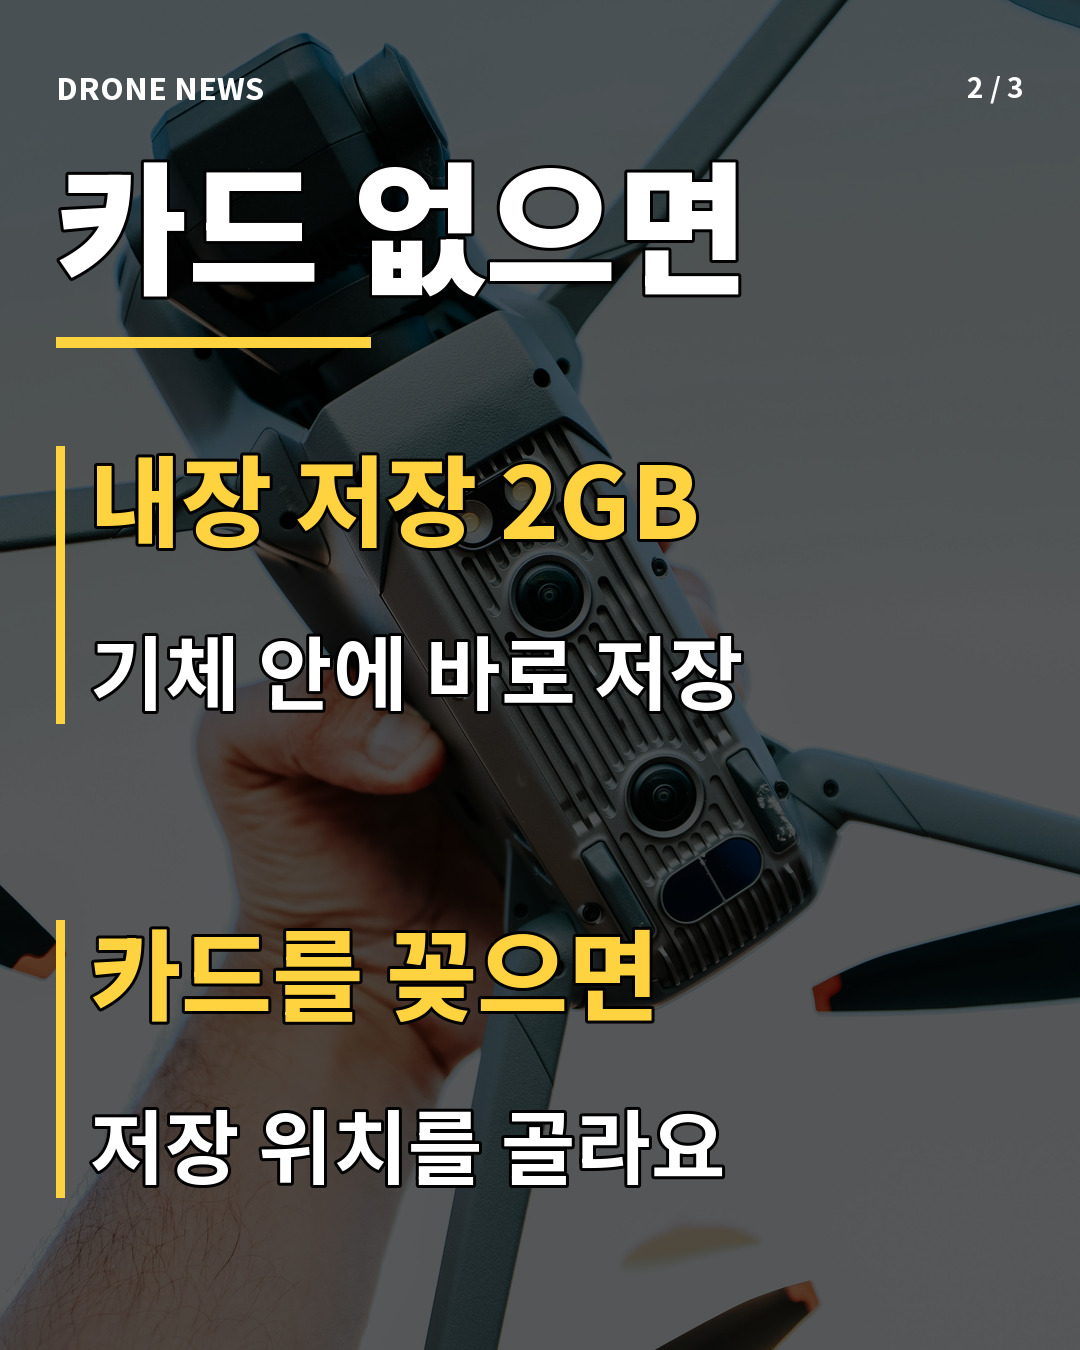 DRONE NEWS
2 / 3
카드 없으면
내장 저장 2GB
기체 안에 바로 저장
카드를 꽂으면
저장 위치를 골라요